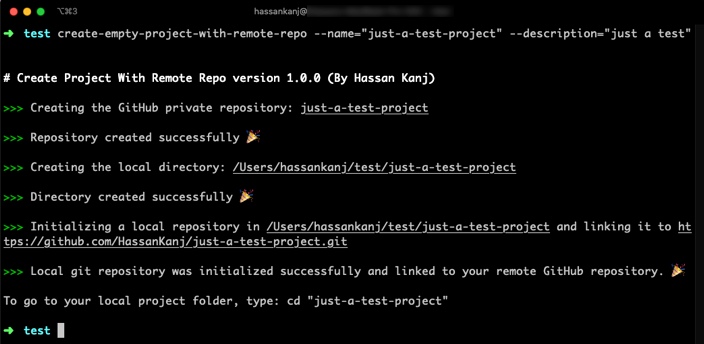 ⌥⌘3
hassankanj@
➜ test create-empty-project-with-remote-repo --name="just-a-test-project" --description="just a test"
# Create Project With Remote Repo version 1.0.0 (By Hassan Kanj)
>>> Creating the GitHub private repository: just-a-test-project
>>> Repository created successfully 🎉
>>> Creating the local directory: /Users/hassankanj/test/just-a-test-project
>>> Directory created successfully 🎉
>>> Initializing a local repository in /Users/hassankanj/test/just-a-test-project and linking it to ht
tps://github.com/HassanKanj/just-a-test-project.git
>>> Local git repository was initialized successfully and linked to your remote GitHub repository. 🎉
To go to your local project folder, type: cd "just-a-test-project"
➜ test